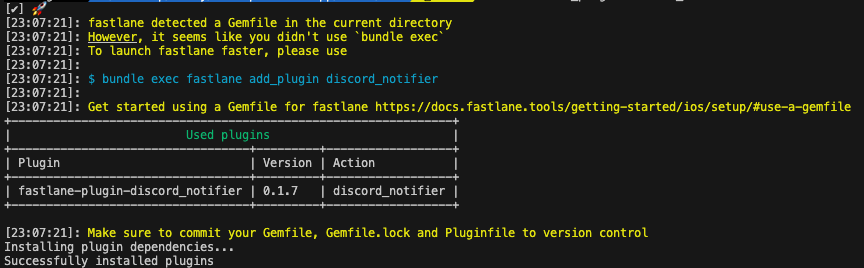 [✔] 🚀
[23:07:21]: fastlane detected a Gemfile in the current directory
[23:07:21]: However, it seems like you didn't use `bundle exec`
[23:07:21]: To launch fastlane faster, please use
[23:07:21]:
[23:07:21]: $ bundle exec fastlane add_plugin discord_notifier
[23:07:21]:
[23:07:21]: Get started using a Gemfile for fastlane https://docs.fastlane.tools/getting-started/ios/setup/#use-a-gemfile
Used plugins
| Plugin | Version | Action |
| fastlane-plugin-discord_notifier | 0.1.7 | discord_notifier |
[23:07:21]: Make sure to commit your Gemfile, Gemfile.lock and Pluginfile to version control
Installing plugin dependencies...
Successfully installed plugins